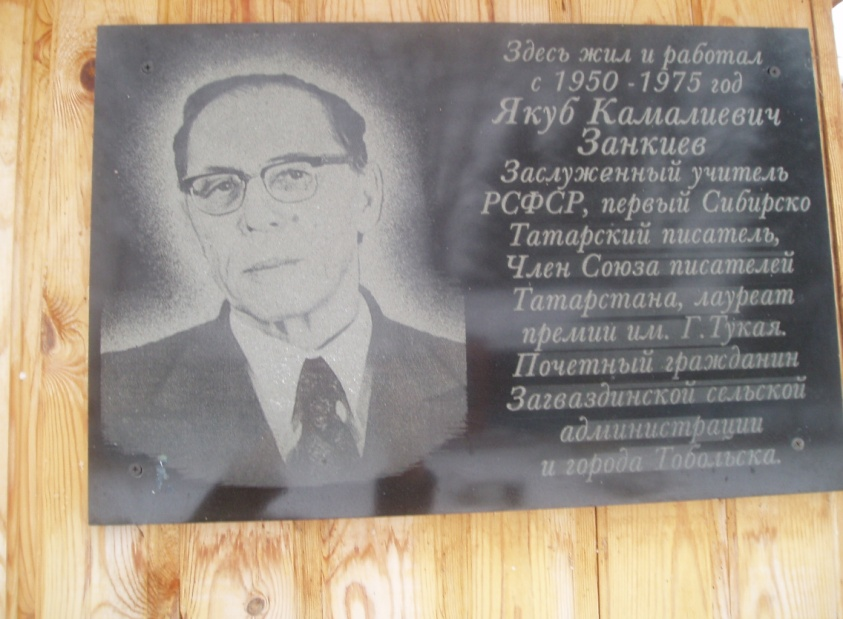 Здесь жил и работал
с 1950 - 1975 год
Якуб Камалиевич
Занкиев
Заслуженный учитель
РСФСР, первый Сибирско
Татарский писатель,
Член Союза писателей
Татарстана, лауреат
премии им. Г.Тукая.
Почетный гражданин
Загваздинской сельской
администрации
и города Тобольска.